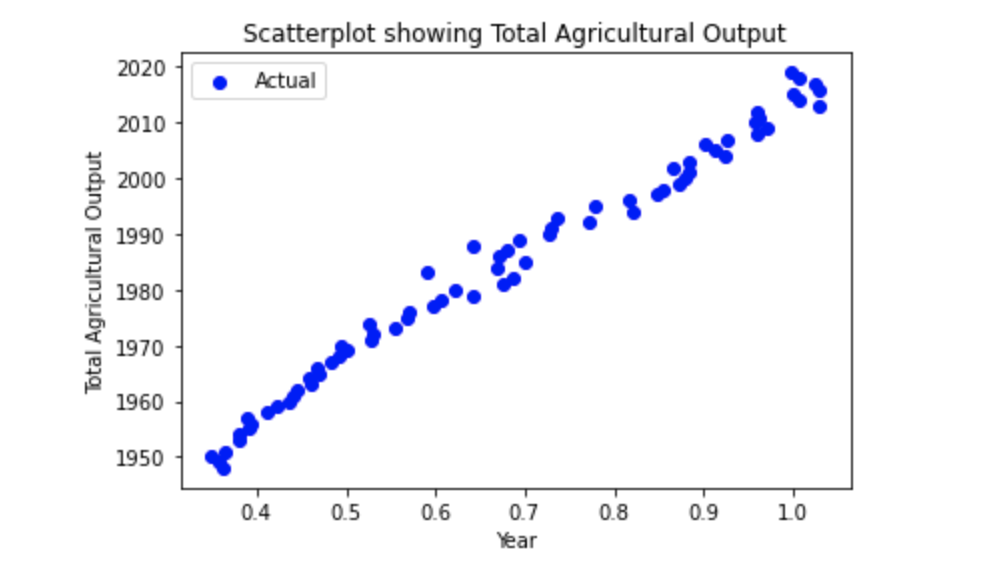 Scatterplot showing Total Agricultural Output
Actual
Total Agricultural Output
2020
2010
2000
1990
1980
1970
1960
1950
0.4 0.5 0.6 0.7 0.8 0.9 1.0
Year